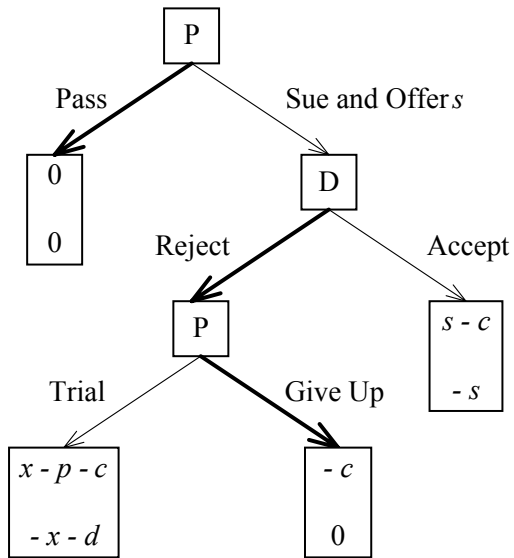 P
Pass
Sue and Offer s
0
0
D
Reject
Accept
P
s - c
- s
Trial
Give Up
x - p - c
- x - d
- c
0